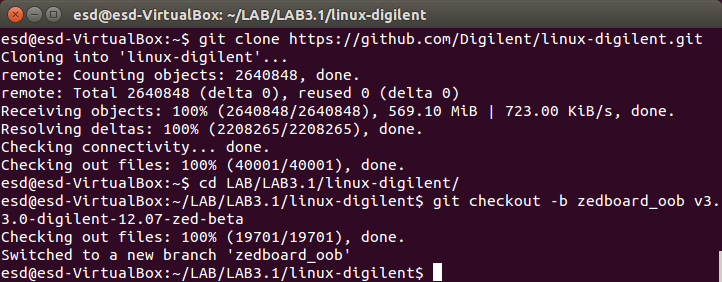 esd@esd-VirtualBox: ~/LAB/LAB3.1/linux-digilent
esd@esd-VirtualBox:~$ git clone https://github.com/Digilent/linux-digilent.git
Cloning into 'linux-digilent'...
remote: Counting objects: 2640848, done.
remote: Total 2640848 (delta 0), reused 0 (delta 0)
Receiving objects: 100% (2640848/2640848), 569.10 MiB | 723.00 KiB/s, done.
Resolving deltas: 100% (2208265/2208265), done.
Checking connectivity... done.
Checking out files: 100% (40001/40001), done.
esd@esd-VirtualBox:~$ cd LAB/LAB3.1/linux-digilent/
esd@esd-VirtualBox:~/LAB/LAB3.1/linux-digilent$ git checkout -b zedboard_oob v3.
3.0-digilent-12.07-zed-beta
Checking out files: 100% (19701/19701), done.
Switched to a new branch 'zedboard_oob'
esd@esd-VirtualBox:~/LAB/LAB3.1/linux-digilent$